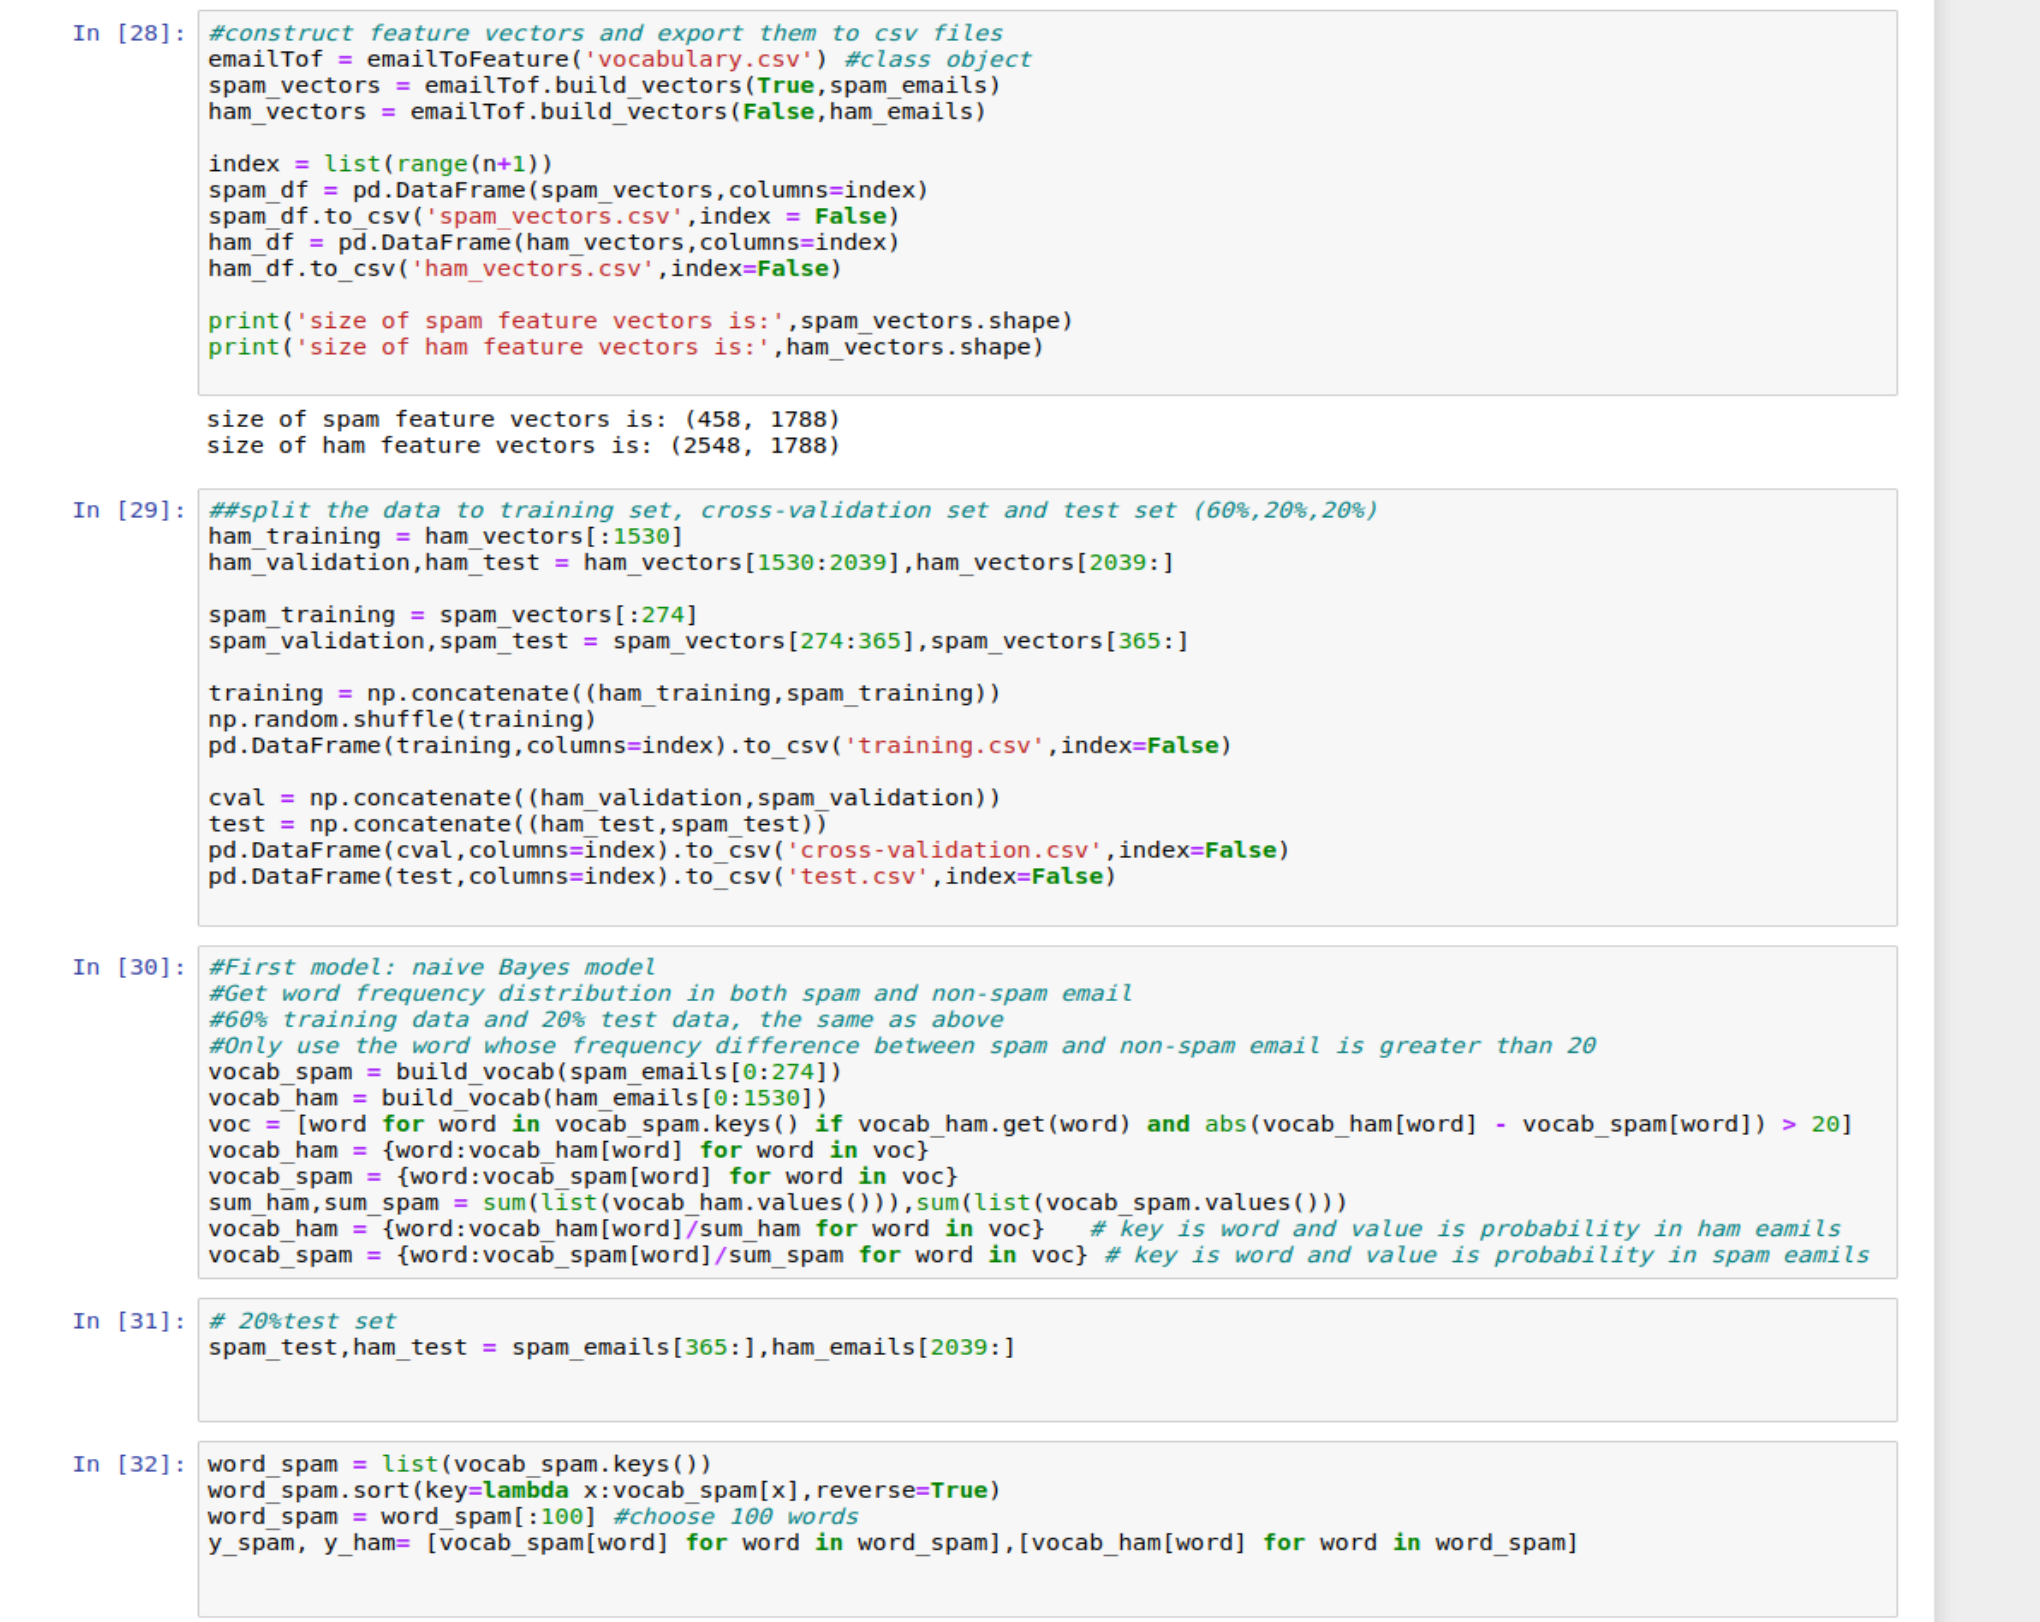 In [28]:
#construct feature vectors and export them to csv files
emailTof = emailToFeature('vocabulary.csv') #class object
spam_vectors = emailTof.build_vectors(True,spam_emails)
ham_vectors = emailTof.build_vectors(False,ham_emails)
index = list(range(n+1))
spam_df = pd.DataFrame(spam_vectors,columns=index)
spam_df.to_csv('spam_vectors.csv',index = False)
ham_df = pd.DataFrame(ham_vectors,columns=index)
ham_df.to_csv('ham_vectors.csv',index=False)
print('size of spam feature vectors is:',spam_vectors.shape)
print('size of ham feature vectors is:',ham_vectors.shape)
size of spam feature vectors is: (458, 1788)
size of ham feature vectors is: (2548, 1788)
In [29]:
##split the data to training set, cross-validation set and test set (60%,20%,20%)
ham_training = ham_vectors[:1530]
ham_validation,ham_test = ham_vectors[1530:2039],ham_vectors[2039:]
spam_training = spam_vectors[:274]
spam_validation,spam_test = spam_vectors[274:365],spam_vectors[365:]
training = np.concatenate((ham_training,spam_training))
np.random.shuffle(training)
pd.DataFrame(training,columns=index).to_csv('training.csv',index=False)
cval = np.concatenate((ham_validation,spam_validation))
test = np.concatenate((ham_test,spam_test))
pd.DataFrame(cval,columns=index).to_csv('cross-validation.csv',index=False)
pd.DataFrame(test,columns=index).to_csv('test.csv',index=False)
In [30]:
#First model: naive Bayes model
#Get word frequency distribution in both spam and non-spam email
#60% training data and 20% test data, the same as above
#Only use the word whose frequency difference between spam and non-spam email is greater than 20
vocab_spam = build_vocab(spam_emails[0:274])
vocab_ham = build_vocab(ham_emails[0:1530])
voc = [word for word in vocab_spam.keys() if vocab_ham.get(word) and abs(vocab_ham[word] - vocab_spam[word]) > 20]
vocab_ham = {word:vocab_ham[word] for word in voc}
vocab_spam = {word:vocab_spam[word] for word in voc}
sum_ham,sum_spam = sum(list(vocab_ham.values())),sum(list(vocab_spam.values()))
vocab_ham = {word:vocab_ham[word]/sum_ham for word in voc}   # key is word and value is probability in ham eamils
vocab_spam = {word:vocab_spam[word]/sum_spam for word in voc} # key is word and value is probability in spam eamils
In [31]:
# 20%test set
spam_test,ham_test = spam_emails[365:],ham_emails[2039:]
In [32]:
word_spam = list(vocab_spam.keys())
word_spam.sort(key=lambda x:vocab_spam[x],reverse=True)
word_spam = word_spam[:100] #choose 100 words
y_spam, y_ham= [vocab_spam[word] for word in word_spam],[vocab_ham[word] for word in word_spam]